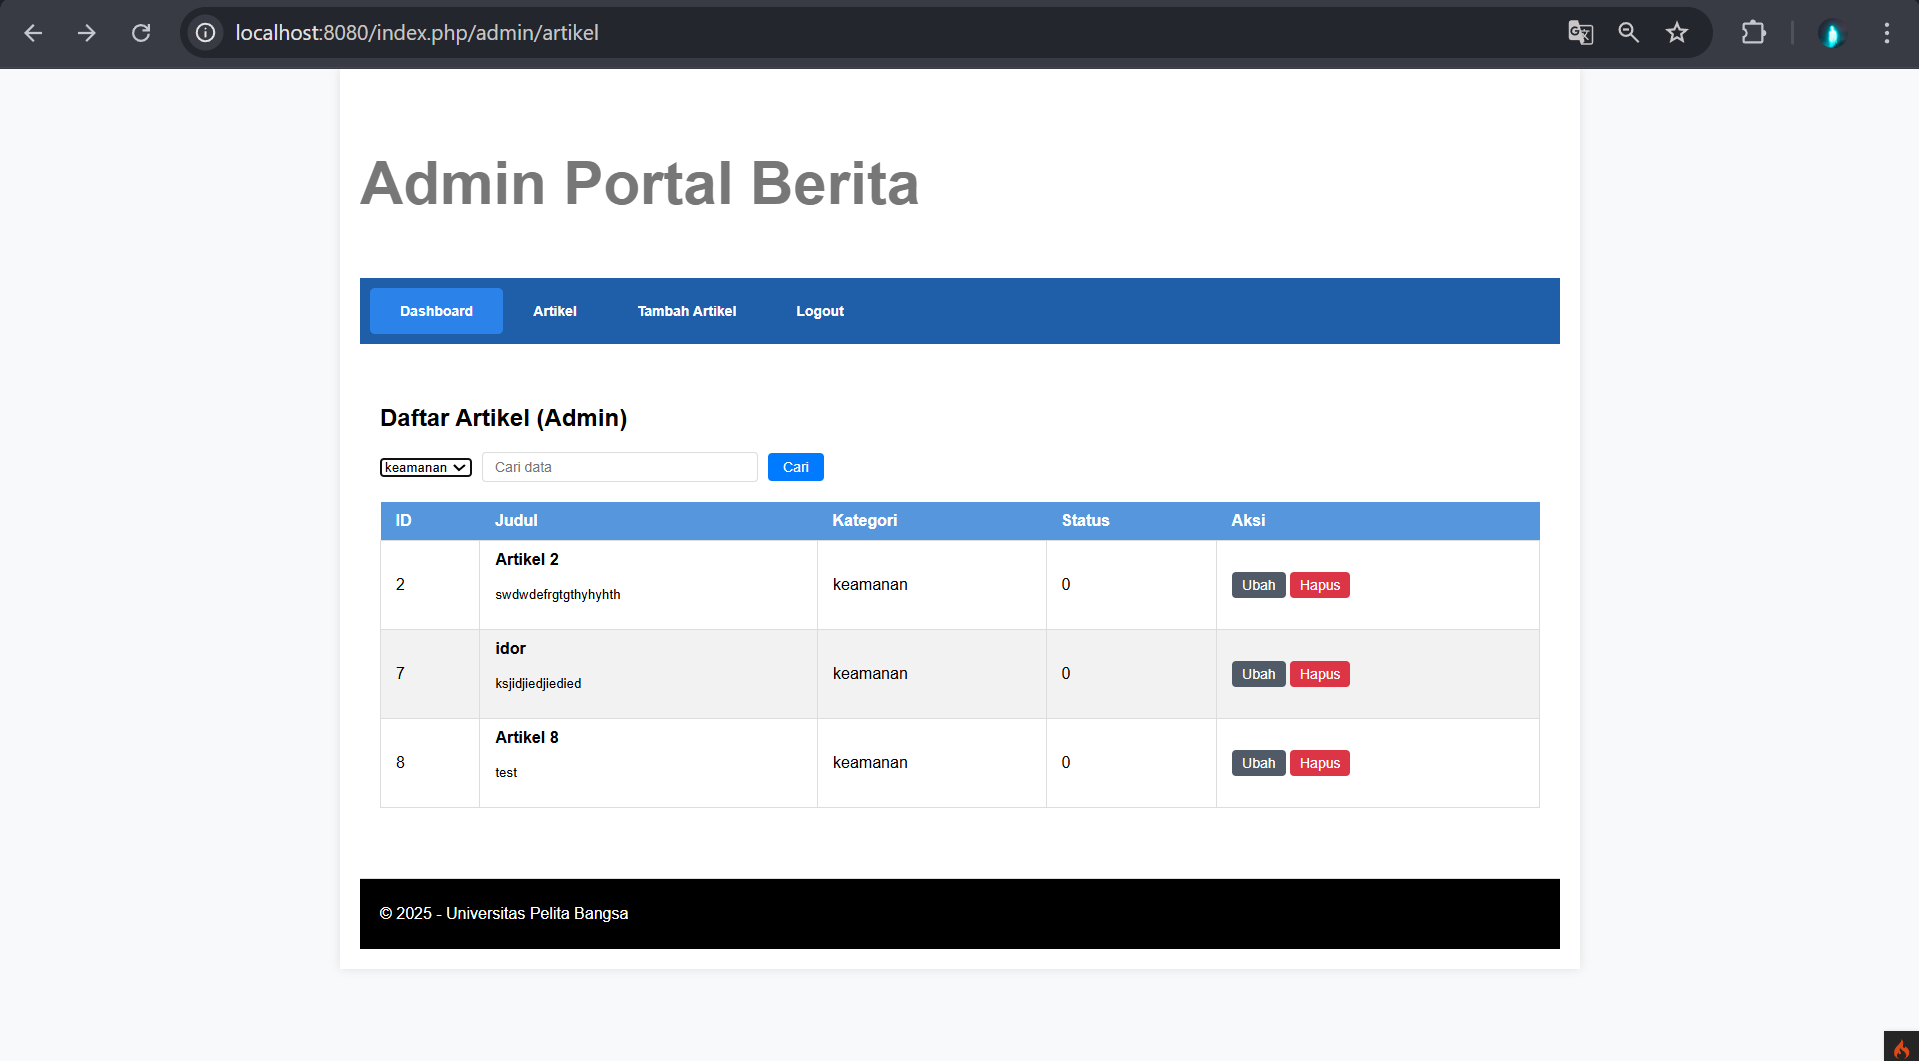 localhost:8080/index.php/admin/artikel
Admin Portal Berita
Dashboard Artikel Tambah Artikel Logout
Daftar Artikel (Admin)
keamanan Cari data Cari
ID Judul Kategori Status Aksi
Artikel 2
2 keamanan 0 Ubah Hapus
swdwdefrgtgthyhyhth
idor
7 keamanan 0 Ubah Hapus
ksjidjiedjiedied
Artikel 8
8 keamanan 0 Ubah Hapus
test
© 2025 - Universitas Pelita Bangsa